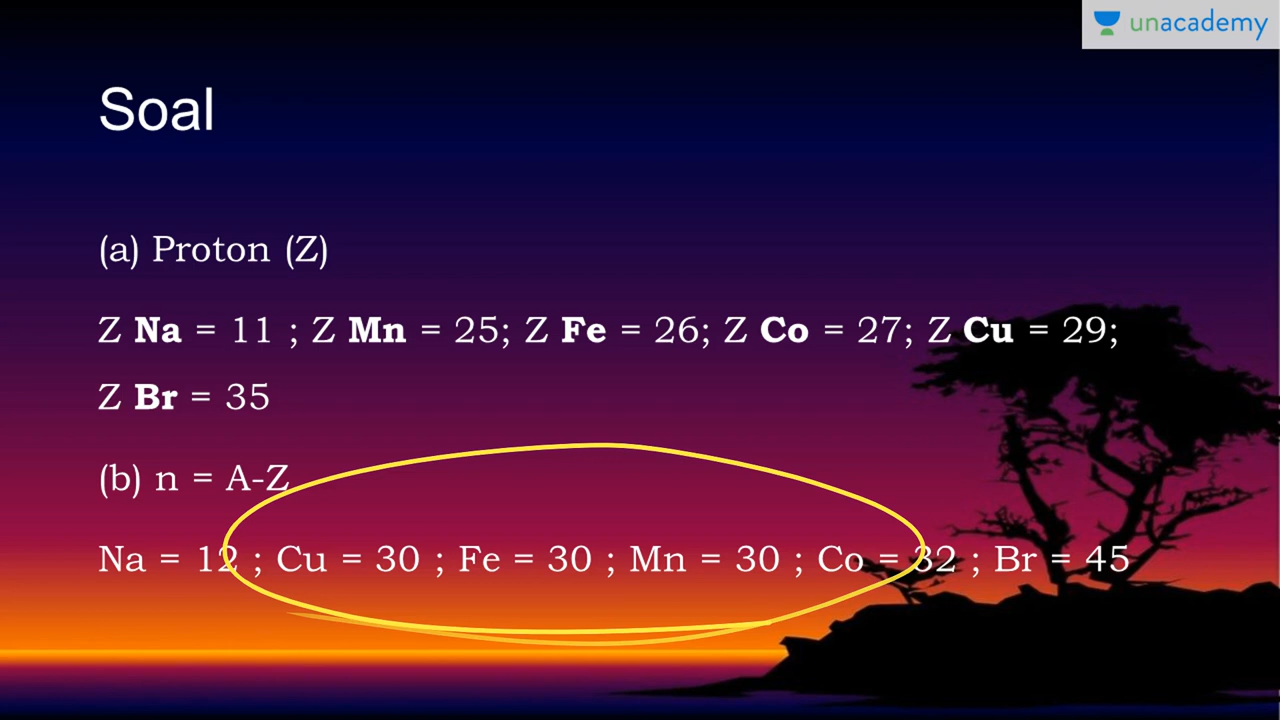 unacademy
Soal
(a) Proton (Z)
Z Na = 11 ; Z Mn = 25; Z Fe = 26; Z Co = 27; Z Cu = 29;
Z Br = 35
(b) n = A-Z
Na = 12 ; Cu = 30 ; Fe = 30 ; Mn = 30 ; Co = 32 ; Br = 45